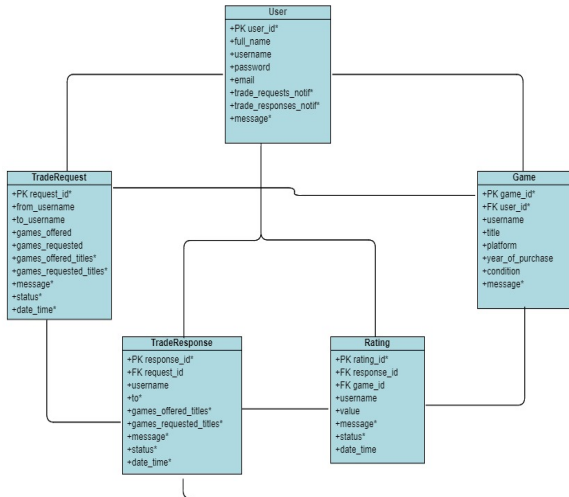 User
+PK user_id*
+full_name
+username
+password
+email
+trade_requests_notif*
+trade_responses_notif*
+message*
TradeRequest
+PK request_id*
+from_username
+to_username
+games_offered
+games_requested
+games_offered_titles*
+games_requested_titles*
+message*
+status*
+date_time*
Game
+PK game_id*
+FK user_id*
+username
+title
+platform
+year_of_purchase
+condition
+message*
TradeResponse
+PK response_id*
+FK request_id
+username
+to*
+games_offered_titles*
+games_requested_titles*
+message*
+status*
+date_time*
Rating
+PK rating_id*
+FK response_id
+FK game_id
+username
+value
+message*
+status*
+date_time